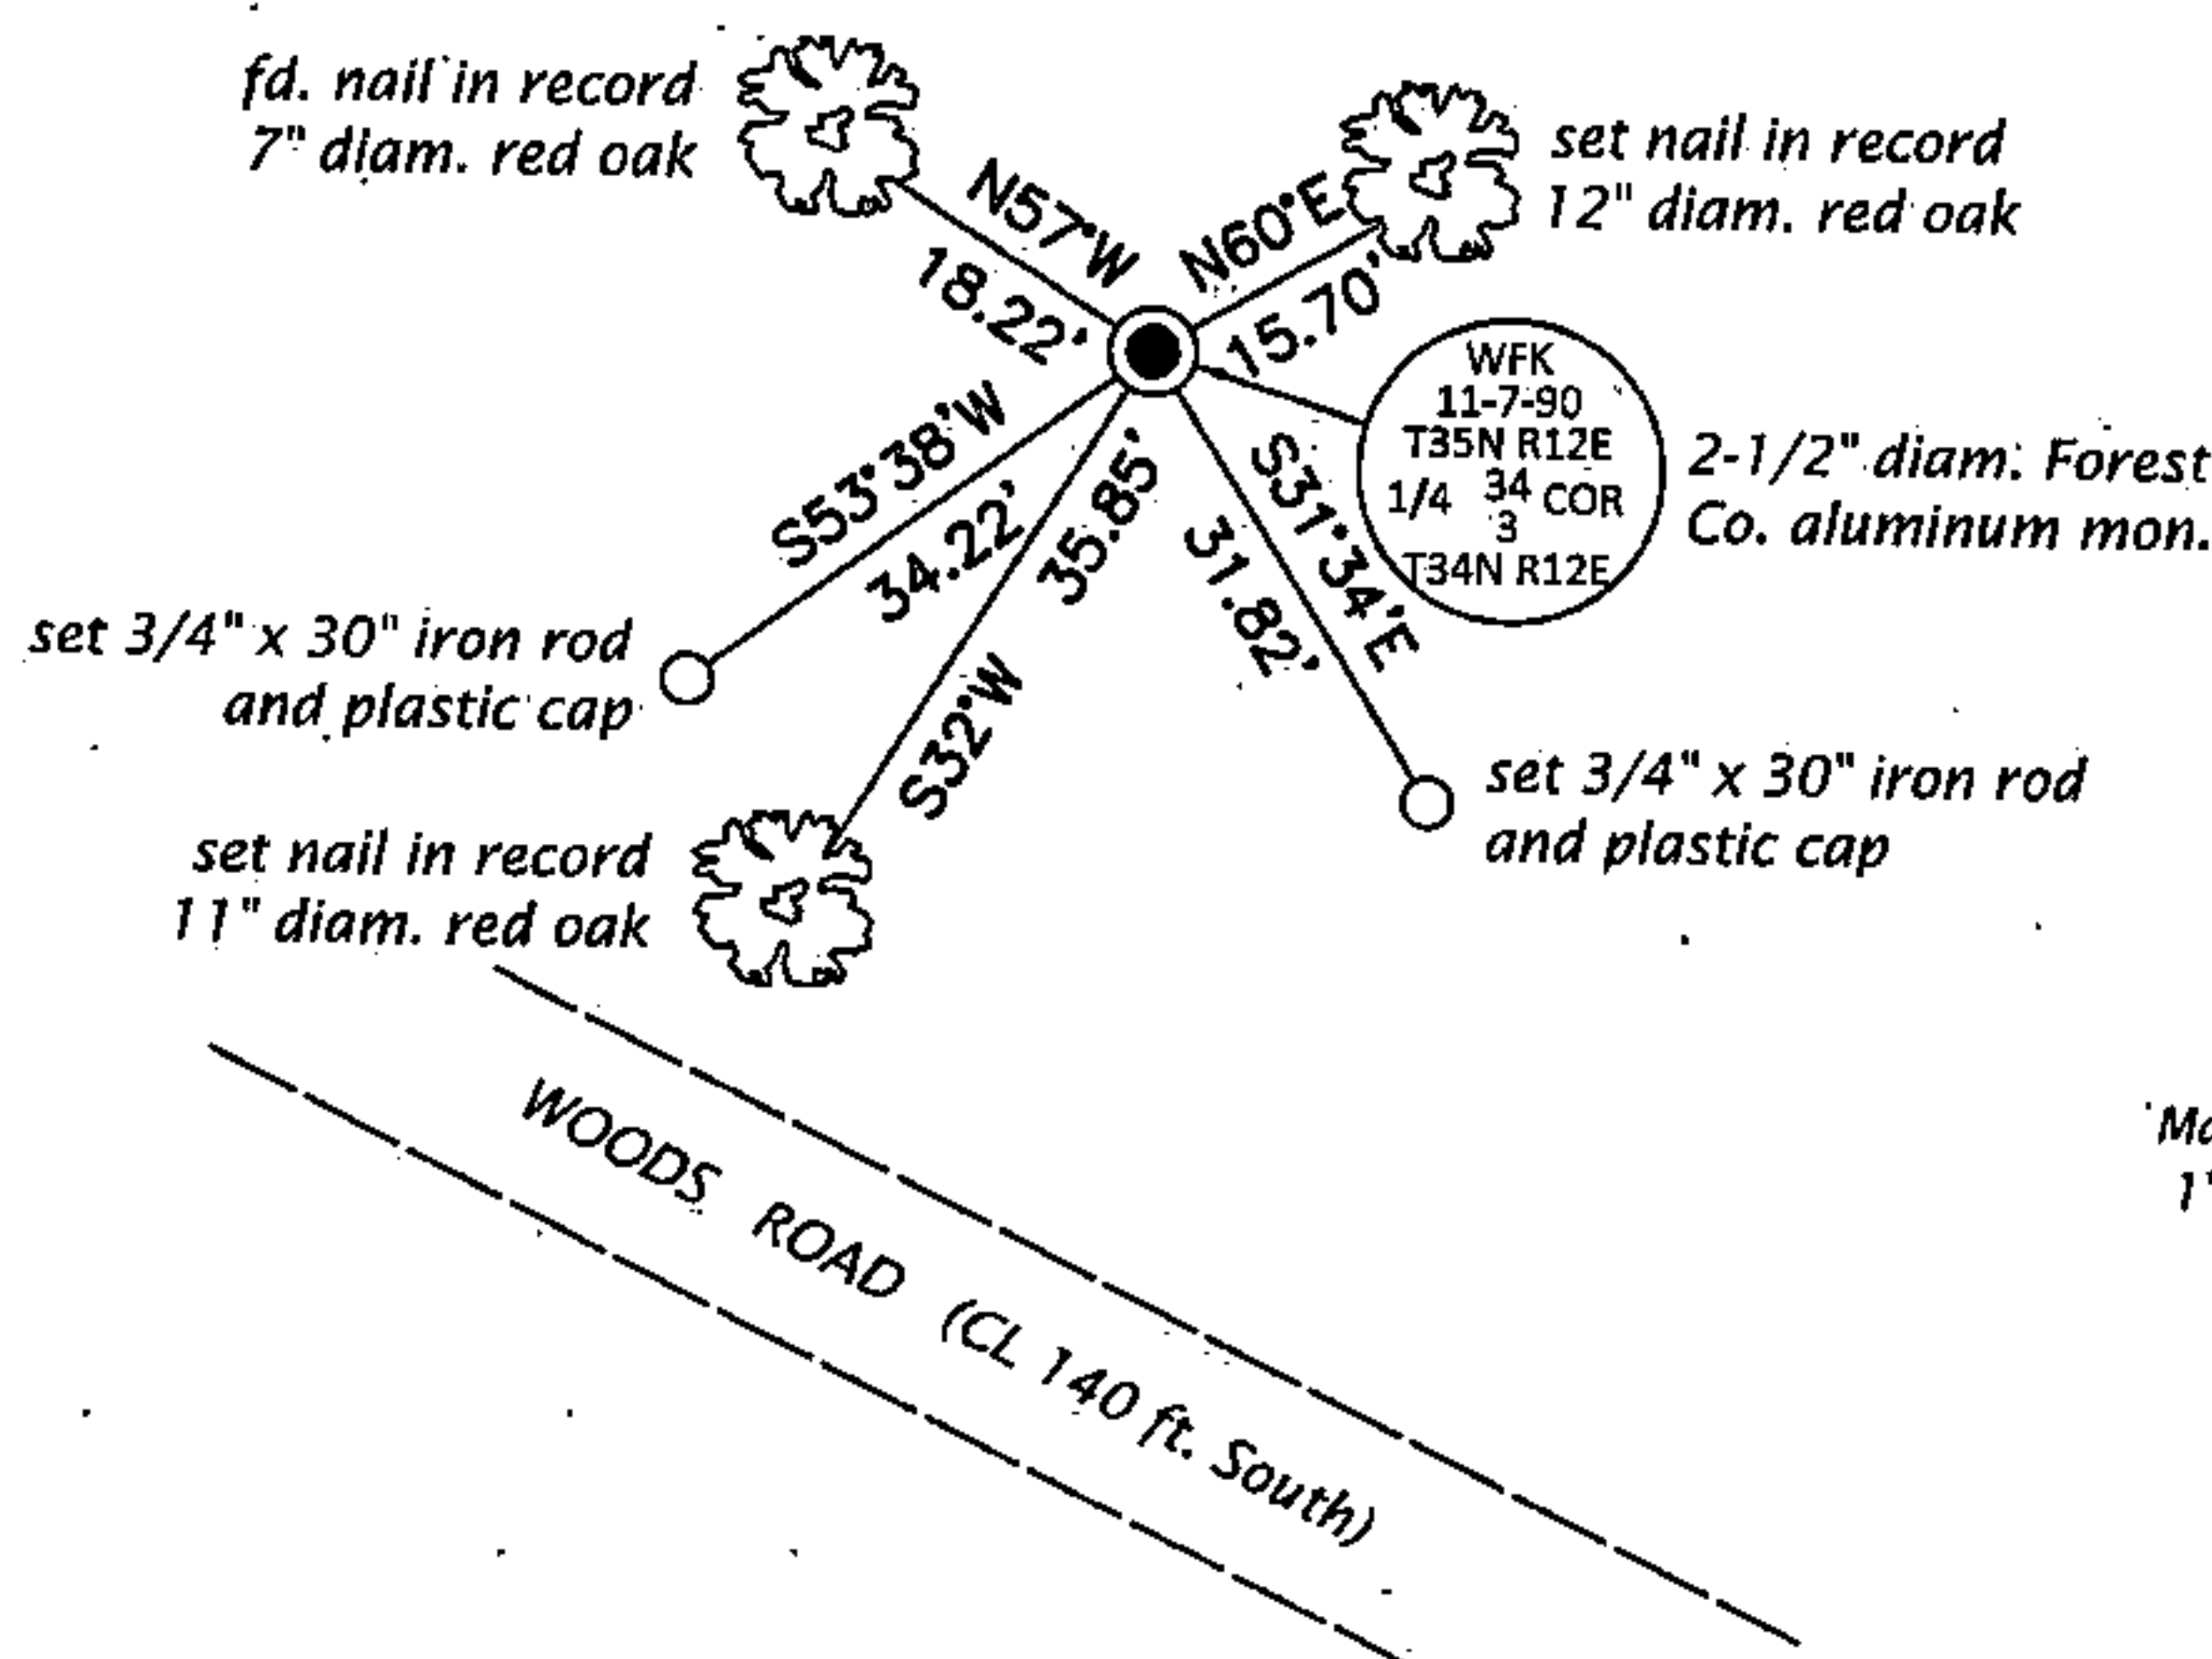 fd. nail in record
7" diam. red oak
set nail in record
12" diam. red oak
N57°W
18.22'
N60°E
15.70'
WFK
11-7-90
T35N R12E
1/4 34 COR
3
T34N R12E
2-1/2" diam. Forest
Co. aluminum mon.
S53°38'W
34.22'
35.85'
S32°W
S31°34'E
31.82'
set 3/4" x 30" iron rod
and plastic cap
set 3/4" x 30" iron rod
and plastic cap
set nail in record
11" diam. red oak
WOODS ROAD (CL 140 ft. South)